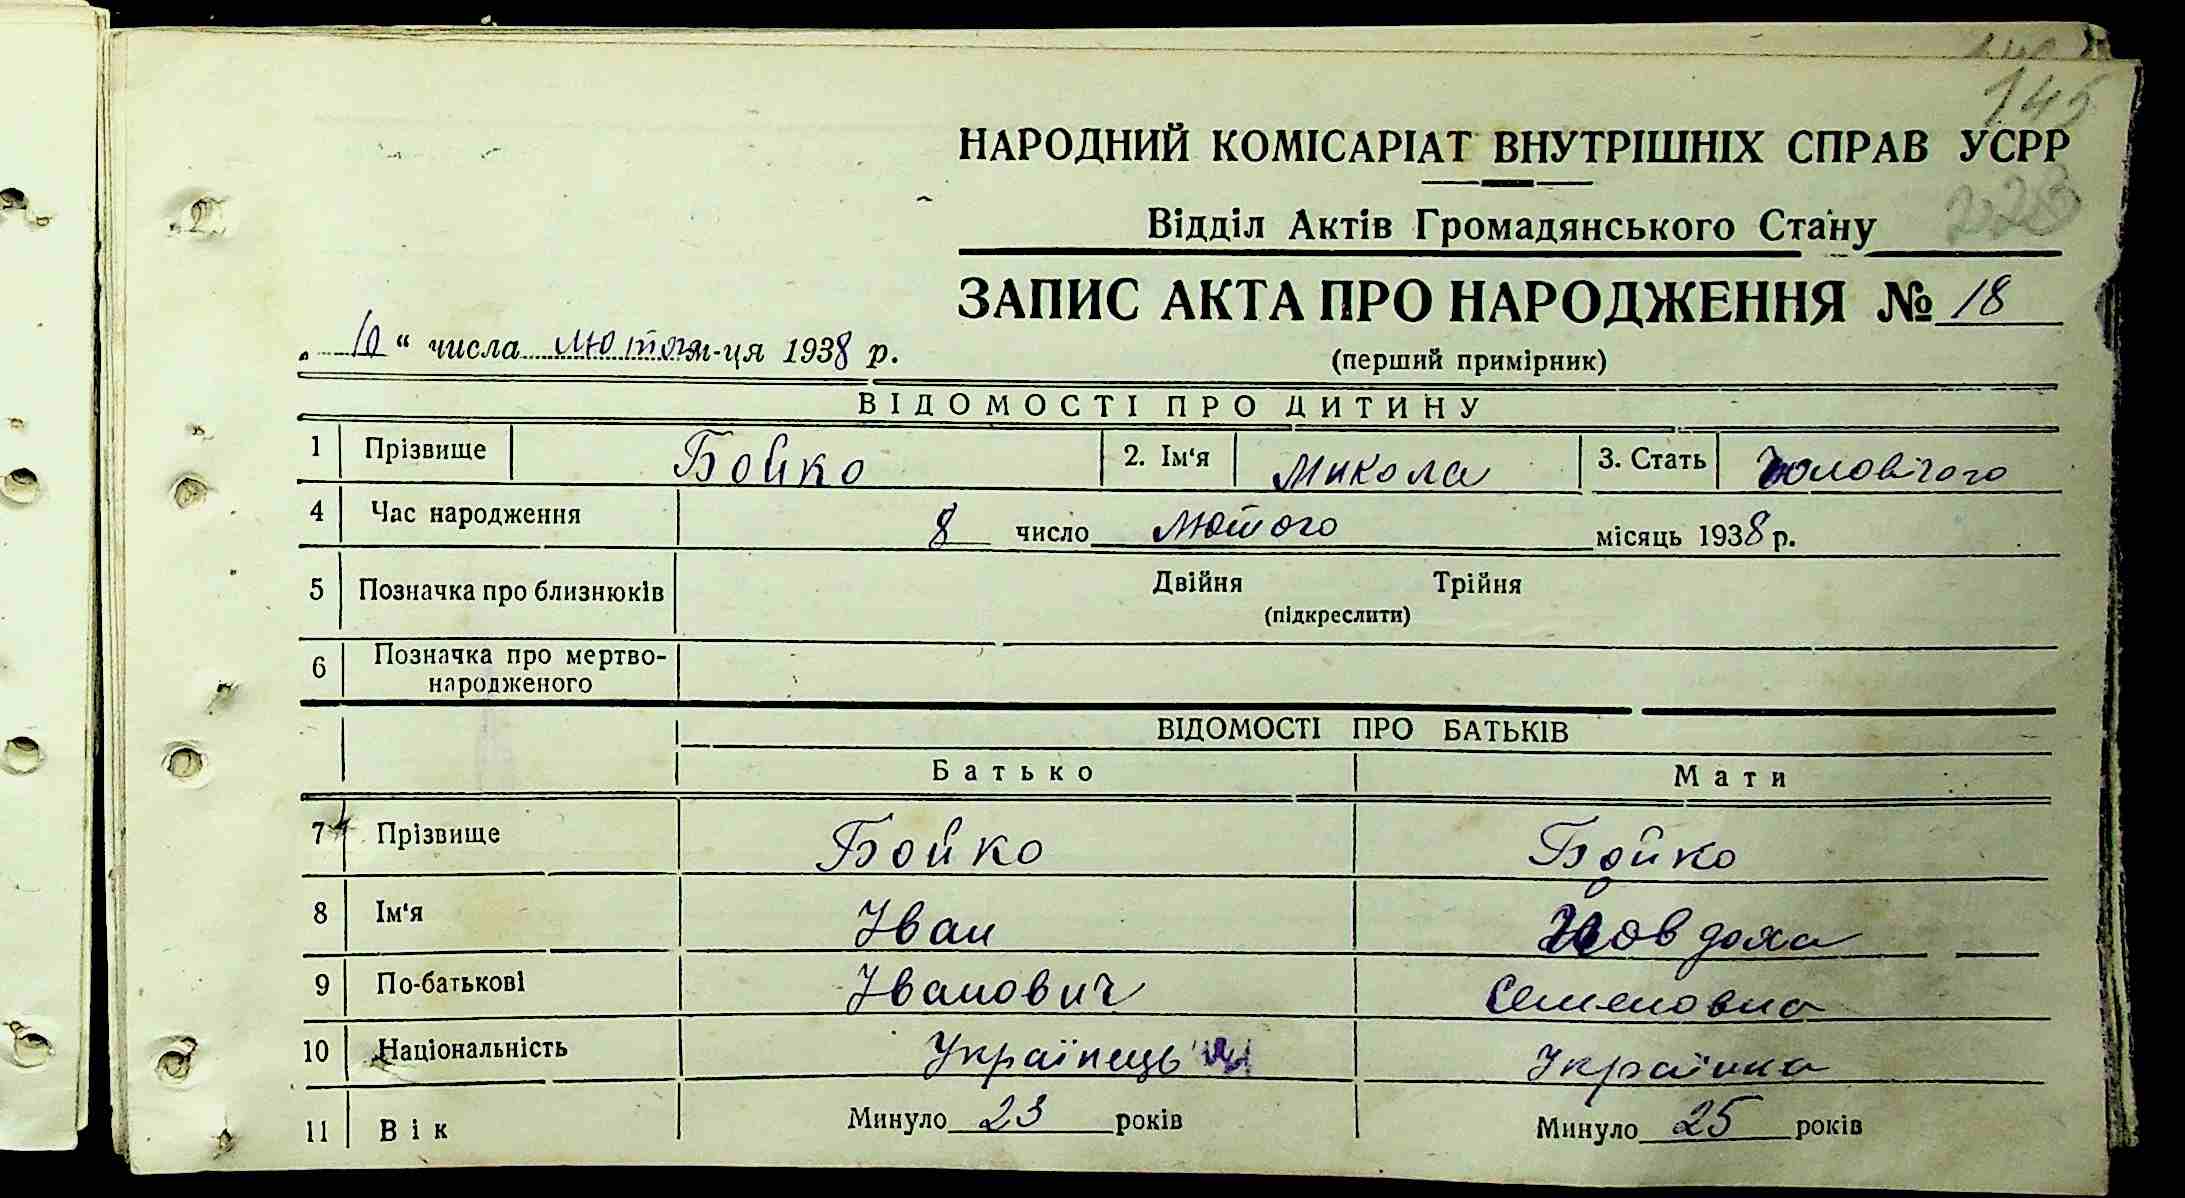 145
НАРОДНИЙ КОМІСАРІАТ ВНУТРІШНІХ СПРАВ УСРР
223
Відділ Актів Громадянського Стану
ЗАПИС АКТА ПРО НАРОДЖЕННЯ № 18
„ 10 “ числа лютого м-ця 1938 р.
(перший примірник)
ВІДОМОСТІ ПРО ДИТИНУ
1 Прізвище Бойко 2. Ім'я Микола 3. Стать Чоловічого
4 Час народження 8 число лютого місяць 1938 р.
5 Позначка про близнюків Двійня Трійня
(підкреслити)
6 Позначка про мертво-
народженого
ВІДОМОСТІ ПРО БАТЬКІВ
Батько Мати
7 Прізвище Бойко Бойко
8 Ім'я Іван Йовдоха
9 По-батькові Іванович Семеновна
10 Національність Українець Українка
11 Вік Минуло 23 років Минуло 25 років